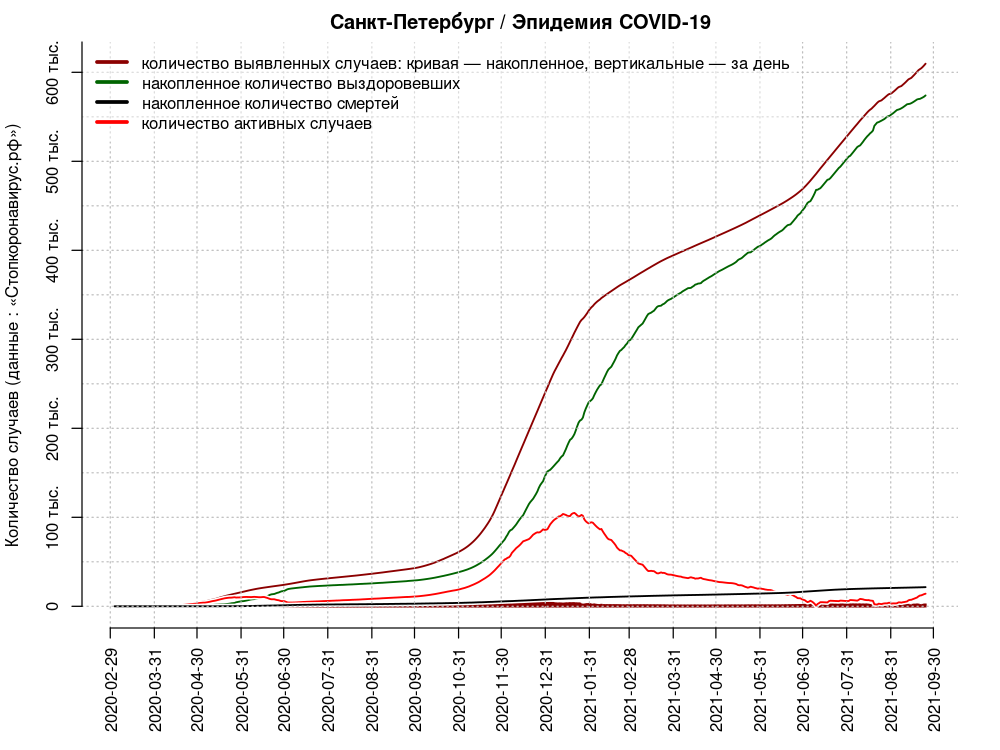 Санкт-Петербург / Эпидемия COVID-19
количество выявленных случаев: кривая — накопленное, вертикальные — за день
накопленное количество выздоровевших
накопленное количество смертей
количество активных случаев
Количество случаев (данные : «Стопкоронавирус.рф»)
600 тыс.
500 тыс.
400 тыс.
300 тыс.
200 тыс.
100 тыс.
0
2020-02-29
2020-03-31
2020-04-30
2020-05-31
2020-06-30
2020-07-31
2020-08-31
2020-09-30
2020-10-31
2020-11-30
2020-12-31
2021-01-31
2021-02-28
2021-03-31
2021-04-30
2021-05-31
2021-06-30
2021-07-31
2021-08-31
2021-09-30